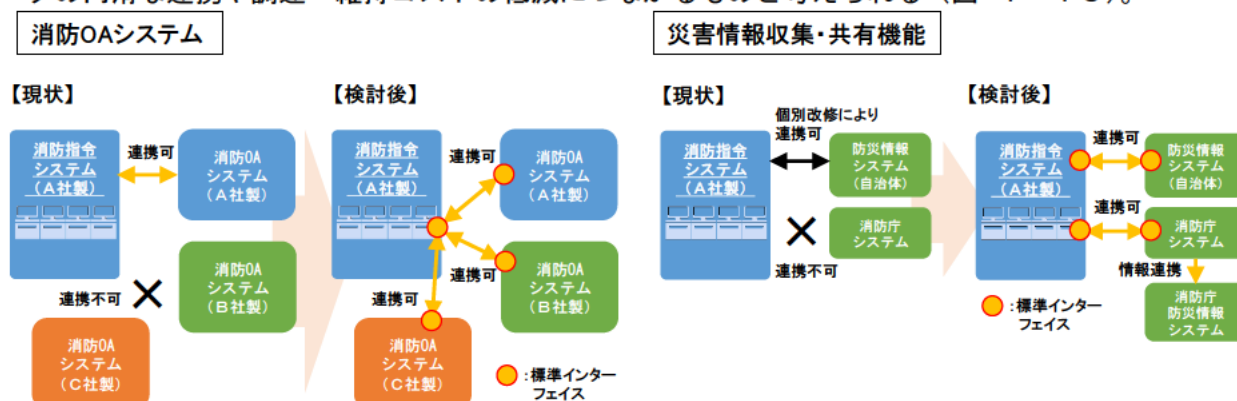 消防OAシステム
災害情報収集・共有機能
【現状】
消防指令
システム
(A社製)
連携可
消防OA
システム
(A社製)
連携不可
消防OA
システム
(B社製)
消防OA
システム
(C社製)
【検討後】
消防指令
システム
(A社製)
連携可
消防OA
システム
(A社製)
連携可
消防OA
システム
(B社製)
連携可
消防OA
システム
(C社製)
:標準インター
フェイス
【現状】
消防指令
システム
(A社製)
個別改修により
連携可
防災情報
システム
(自治体)
連携不可
消防庁
システム
【検討後】
消防指令
システム
(A社製)
連携可
防災情報
システム
(自治体)
連携可
消防庁
システム
情報連携
消防庁
防災情報
システム
:標準インター
フェイス